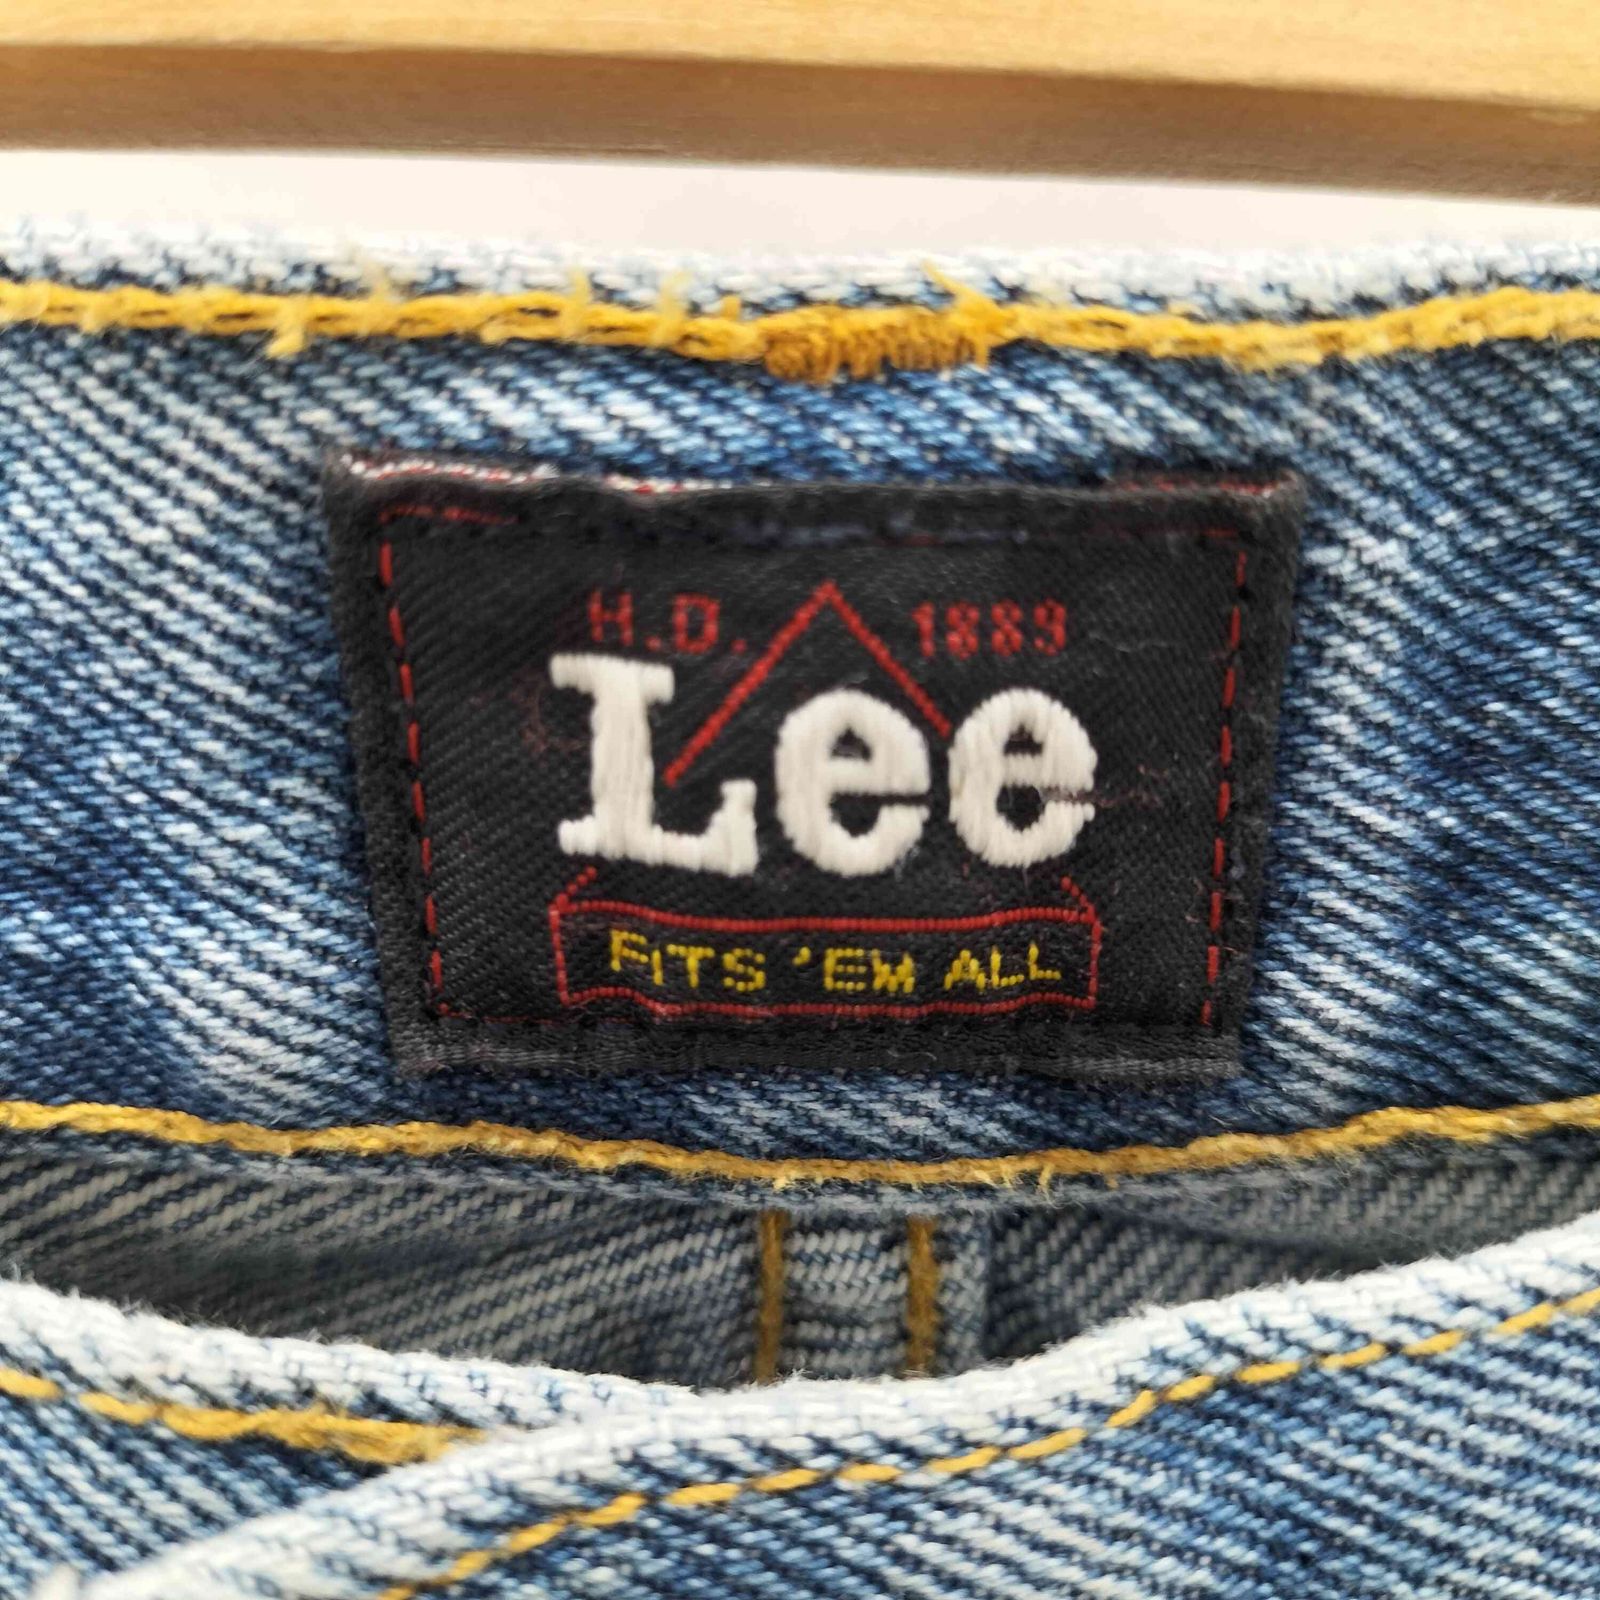 H.D. 1889
Lee
FITS 'EM ALL